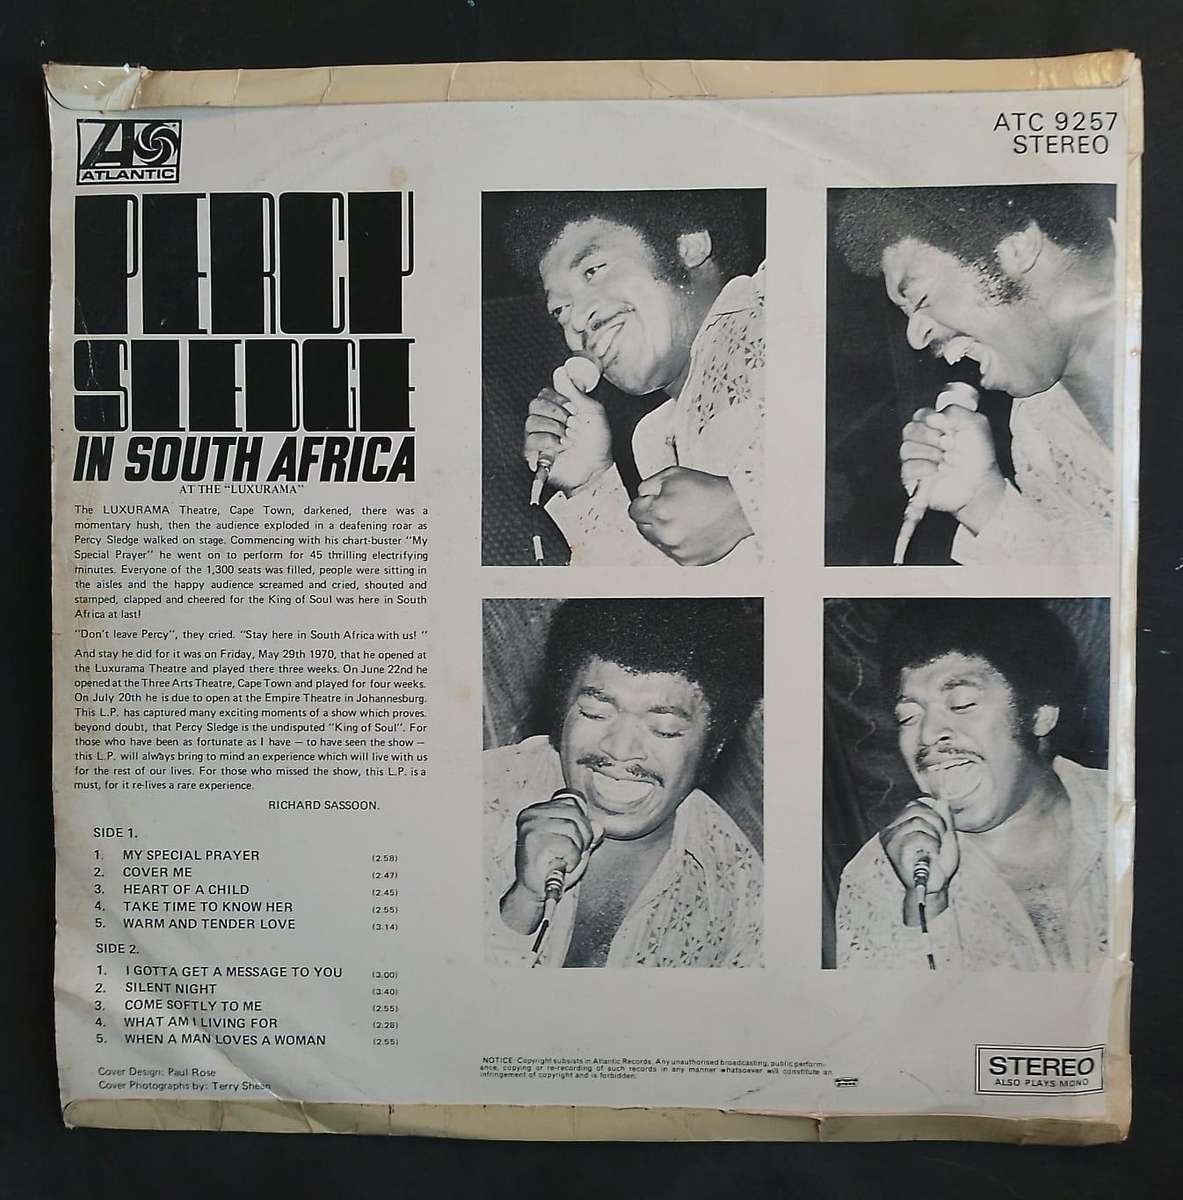 ATLANTIC
ATC 9257
STEREO
PERCY
SLEDGE
IN SOUTH AFRICA
AT THE "LUXURAMA"
The LUXURAMA Theatre, Cape Town, darkened, there was a
momentary hush, then the audience exploded in a deafening roar as
Percy Sledge walked on stage. Commencing with his chart-buster "My
Special Prayer" he went on to perform for 45 thrilling electrifying
minutes. Everyone of the 1,300 seats was filled, people were sitting in
the aisles and the happy audience screamed and cried, shouted and
stamped, clapped and cheered for the King of Soul was here in South
Africa at last!
"Don't leave Percy", they cried. "Stay here in South Africa with us! "
And stay he did for it was on Friday, May 29th 1970, that he opened at
the Luxurama Theatre and played there three weeks. On June 22nd he
opened at the Three Arts Theatre, Cape Town and played for four weeks.
On July 20th he is due to open at the Empire Theatre in Johannesburg.
This L.P. has captured many exciting moments of a show which proves.
beyond doubt, that Percy Sledge is the undisputed "King of Soul". For
those who have been as fortunate as I have – to have seen the show –
this L.P. will always bring to mind an experience which will live with us
for the rest of our lives. For those who missed the show, this L.P. is a
must, for it re-lives a rare experience.
RICHARD SASSOON.
SIDE 1.
1. MY SPECIAL PRAYER (2.58)
2. COVER ME (2.47)
3. HEART OF A CHILD (2.45)
4. TAKE TIME TO KNOW HER (2.55)
5. WARM AND TENDER LOVE (3.14)
SIDE 2.
1. I GOTTA GET A MESSAGE TO YOU (3.00)
2. SILENT NIGHT (3.40)
3. COME SOFTLY TO ME (2.55)
4. WHAT AM I LIVING FOR (2.28)
5. WHEN A MAN LOVES A WOMAN (2.55)
Cover Design: Paul Rose
Cover Photographs by: Terry Shean
NOTICE: Copyright subsists in Atlantic Records. Any unauthorised broadcasting, public perform-
ance, copying or re-recording of such records in any manner whatsoever will constitute an
infringement of copyright and is forbidden.
STEREO
ALSO PLAYS MONO